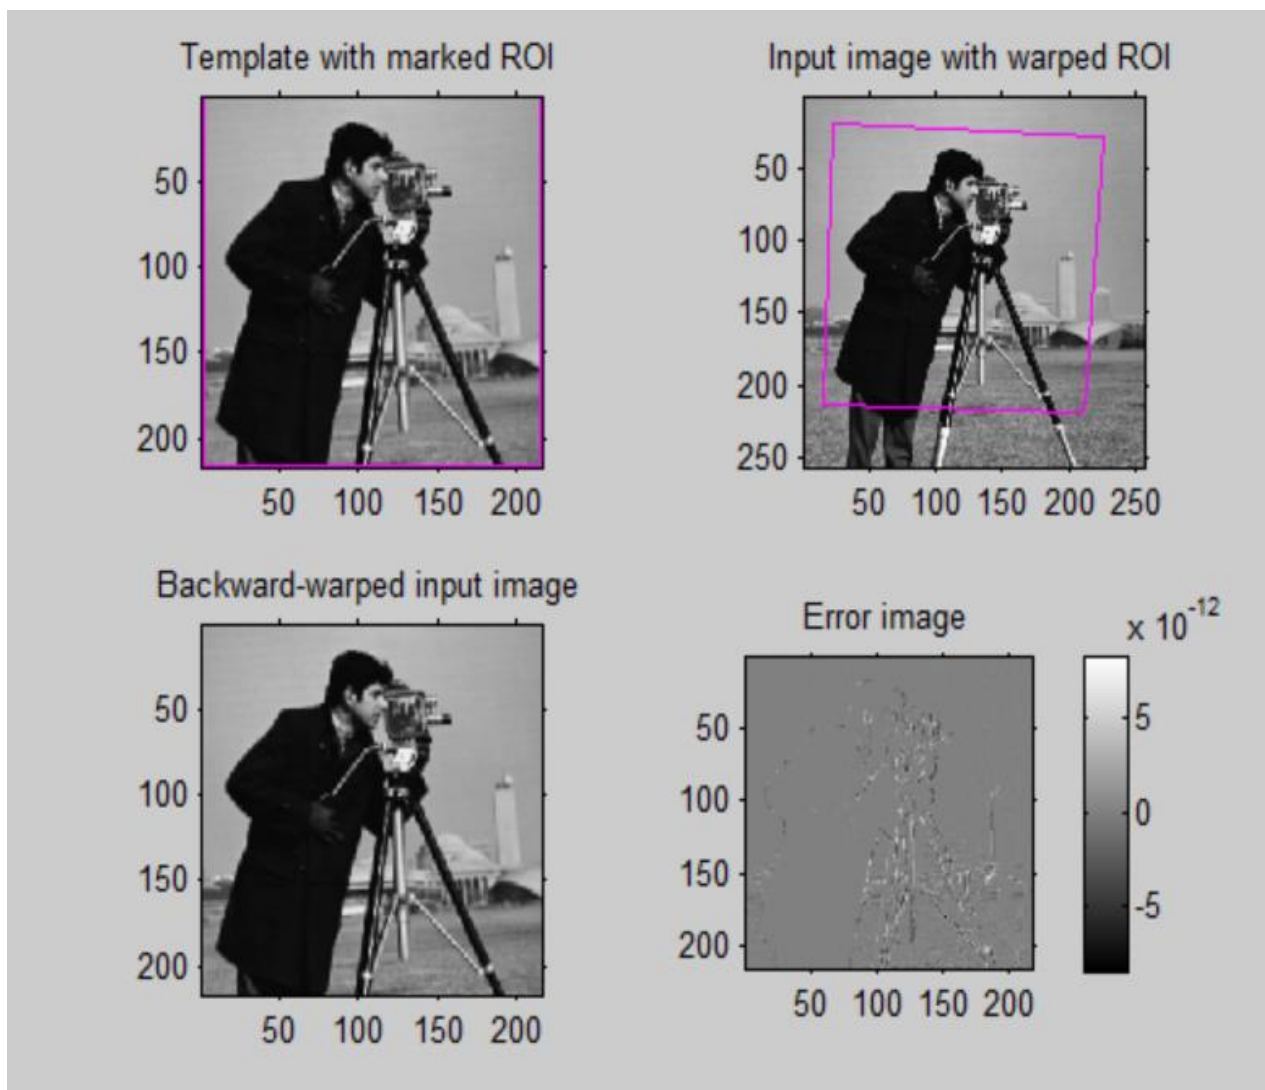 Template with marked ROI
50
100
150
200
50 100 150 200
Input image with warped ROI
50
100
150
200
250
50 100 150 200 250
Backward-warped input image
50
100
150
200
50 100 150 200
Error image
50
100
150
200
50 100 150 200
x 10^-12
5
0
-5